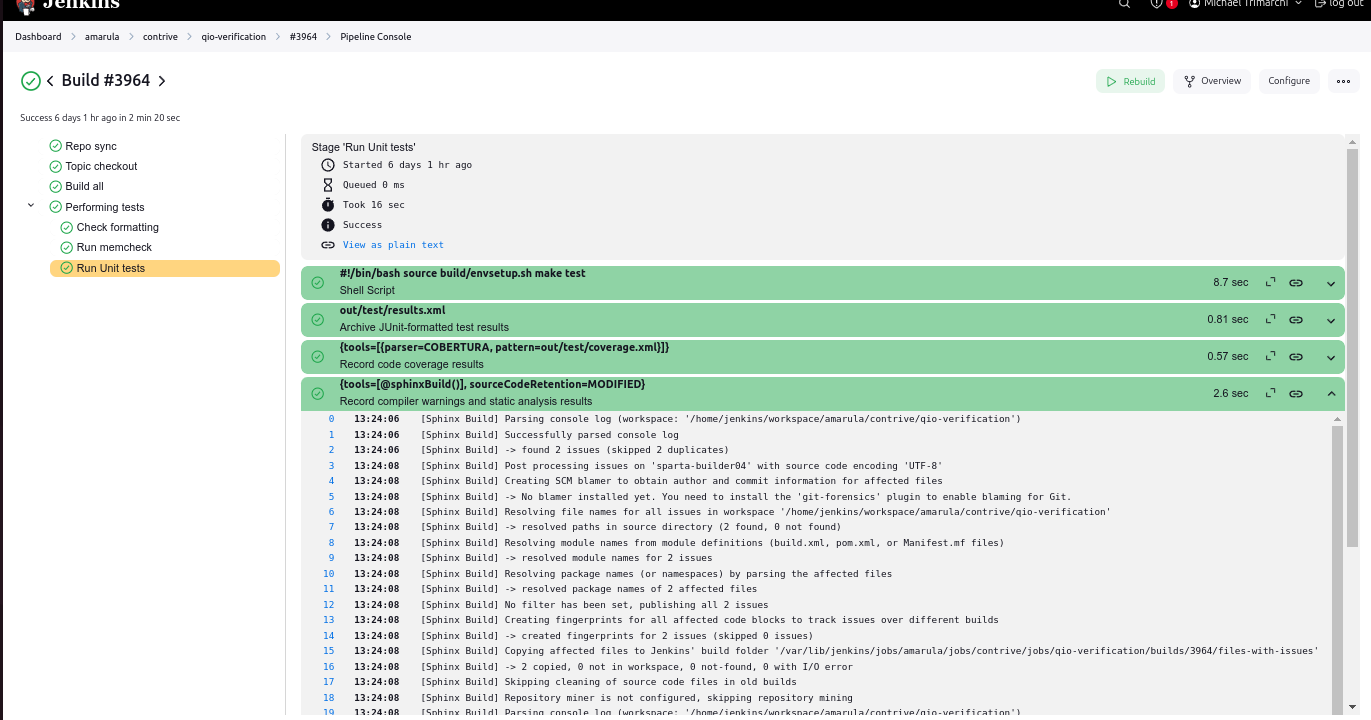 Jenkins
1
Michael Trimarchi
log out
Dashboard > amarula > contrive > qio-verification > #3964 > Pipeline Console
Build #3964
Rebuild
Overview
Configure
Success 6 days 1 hr ago in 2 min 20 sec
Repo sync
Topic checkout
Build all
Performing tests
Check formatting
Run memcheck
Run Unit tests
Stage 'Run Unit tests'
Started 6 days 1 hr ago
Queued 0 ms
Took 16 sec
Success
View as plain text
#!/bin/bash source build/envsetup.sh make test
Shell Script
8.7 sec
out/test/results.xml
Archive JUnit-formatted test results
0.81 sec
{tools=[{parser=COBERTURA, pattern=out/test/coverage.xml}]}
Record code coverage results
0.57 sec
{tools=[@sphinxBuild()], sourceCodeRetention=MODIFIED}
Record compiler warnings and static analysis results
2.6 sec
0 13:24:06 [Sphinx Build] Parsing console log (workspace: '/home/jenkins/workspace/amarula/contrive/qio-verification')
1 13:24:06 [Sphinx Build] Successfully parsed console log
2 13:24:06 [Sphinx Build] -> found 2 issues (skipped 2 duplicates)
3 13:24:08 [Sphinx Build] Post processing issues on 'sparta-builder04' with source code encoding 'UTF-8'
4 13:24:08 [Sphinx Build] Creating SCM blamer to obtain author and commit information for affected files
5 13:24:08 [Sphinx Build] -> No blamer installed yet. You need to install the 'git-forensics' plugin to enable blaming for Git.
6 13:24:08 [Sphinx Build] Resolving file names for all issues in workspace '/home/jenkins/workspace/amarula/contrive/qio-verification'
7 13:24:08 [Sphinx Build] -> resolved paths in source directory (2 found, 0 not found)
8 13:24:08 [Sphinx Build] Resolving module names from module definitions (build.xml, pom.xml, or Manifest.mf files)
9 13:24:08 [Sphinx Build] -> resolved module names for 2 issues
10 13:24:08 [Sphinx Build] Resolving package names (or namespaces) by parsing the affected files
11 13:24:08 [Sphinx Build] -> resolved package names of 2 affected files
12 13:24:08 [Sphinx Build] No filter has been set, publishing all 2 issues
13 13:24:08 [Sphinx Build] Creating fingerprints for all affected code blocks to track issues over different builds
14 13:24:08 [Sphinx Build] -> created fingerprints for 2 issues (skipped 0 issues)
15 13:24:08 [Sphinx Build] Copying affected files to Jenkins' build folder '/var/lib/jenkins/jobs/amarula/jobs/contrive/jobs/qio-verification/builds/3964/files-with-issues'
16 13:24:08 [Sphinx Build] -> 2 copied, 0 not in workspace, 0 not-found, 0 with I/O error
17 13:24:08 [Sphinx Build] Skipping cleaning of source code files in old builds
18 13:24:08 [Sphinx Build] Repository miner is not configured, skipping repository mining
19 13:24:08 [Sphinx Build] Parsing console log (workspace: '/home/jenkins/workspace/amarula/contrive/qio-verification')